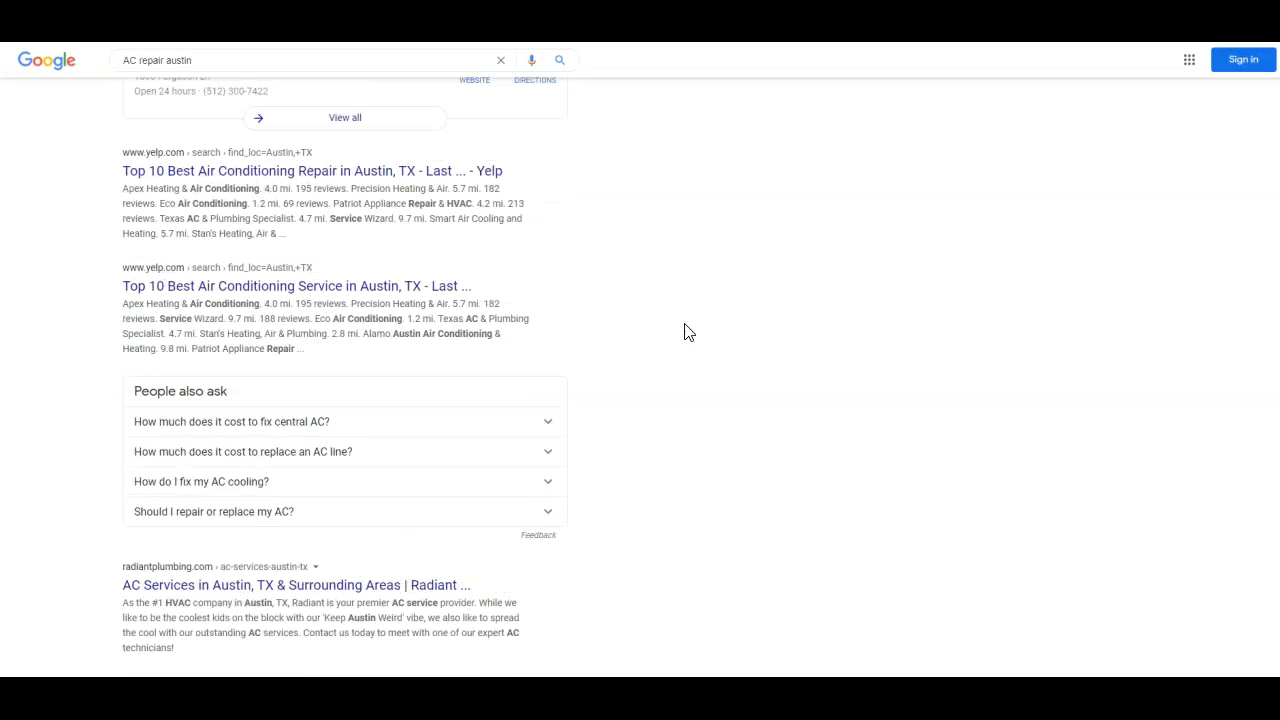 Google
AC repair austin
Sign in
WEBSITE DIRECTIONS
Open 24 hours · (512) 300-7422
View all
www.yelp.com › search › find_loc=Austin,+TX
Top 10 Best Air Conditioning Repair in Austin, TX - Last ... - Yelp
Apex Heating & Air Conditioning. 4.0 mi. 195 reviews. Precision Heating & Air. 5.7 mi. 182
reviews. Eco Air Conditioning. 1.2 mi. 69 reviews. Patriot Appliance Repair & HVAC. 4.2 mi. 213
reviews. Texas AC & Plumbing Specialist. 4.7 mi. Service Wizard. 9.7 mi. Smart Air Cooling and
Heating. 5.7 mi. Stan's Heating, Air & ...
www.yelp.com › search › find_loc=Austin,+TX
Top 10 Best Air Conditioning Service in Austin, TX - Last ...
Apex Heating & Air Conditioning. 4.0 mi. 195 reviews. Precision Heating & Air. 5.7 mi. 182
reviews. Service Wizard. 9.7 mi. 188 reviews. Eco Air Conditioning. 1.2 mi. Texas AC & Plumbing
Specialist. 4.7 mi. Stan's Heating, Air & Plumbing. 2.8 mi. Alamo Austin Air Conditioning &
Heating. 9.8 mi. Patriot Appliance Repair ...
People also ask
How much does it cost to fix central AC?
How much does it cost to replace an AC line?
How do I fix my AC cooling?
Should I repair or replace my AC?
Feedback
radiantplumbing.com › ac-services-austin-tx
AC Services in Austin, TX & Surrounding Areas | Radiant ...
As the #1 HVAC company in Austin, TX, Radiant is your premier AC service provider. While we
like to be the coolest kids on the block with our 'Keep Austin Weird' vibe, we also like to spread
the cool with our outstanding AC services. Contact us today to meet with one of our expert AC
technicians!